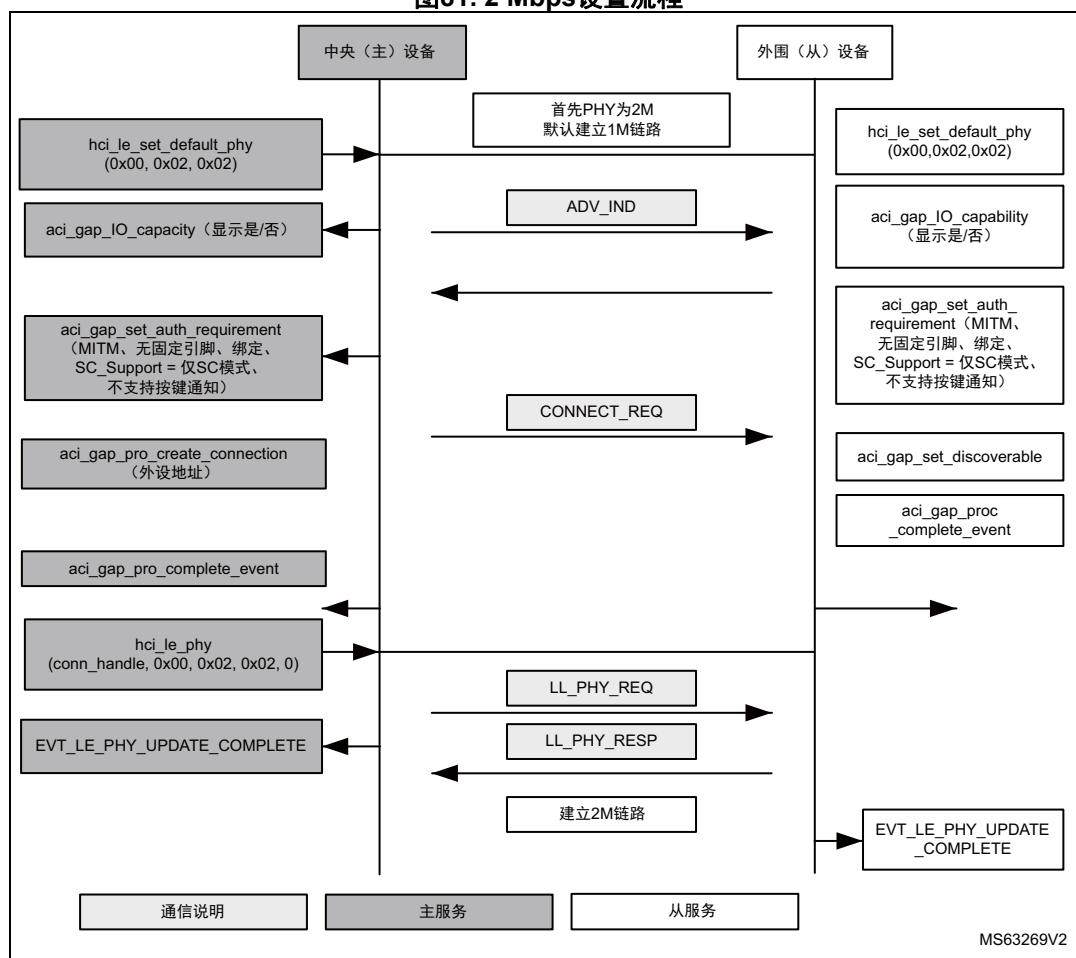 图81. 2 Mbps设置流程
中央（主）设备
外围（从）设备
首先PHY为2M
默认建立1M链路
hci_le_set_default_phy
(0x00, 0x02, 0x02)
hci_le_set_default_phy
(0x00,0x02,0x02)
ADV_IND
aci_gap_IO_capacity（显示是/否）
aci_gap_IO_capability
（显示是/否）
aci_gap_set_auth_requirement
（MITM、无固定引脚、绑定、
SC_Support = 仅SC模式、
不支持按键通知）
aci_gap_set_auth_
requirement（MITM、
无固定引脚、绑定、
SC_Support = 仅SC模式、
不支持按键通知）
CONNECT_REQ
aci_gap_pro_create_connection
（外设地址）
aci_gap_set_discoverable
aci_gap_proc
_complete_event
aci_gap_pro_complete_event
hci_le_phy
(conn_handle, 0x00, 0x02, 0x02, 0)
LL_PHY_REQ
EVT_LE_PHY_UPDATE_COMPLETE
LL_PHY_RESP
建立2M链路
EVT_LE_PHY_UPDATE
_COMPLETE
通信说明
主服务
从服务
MS63269V2